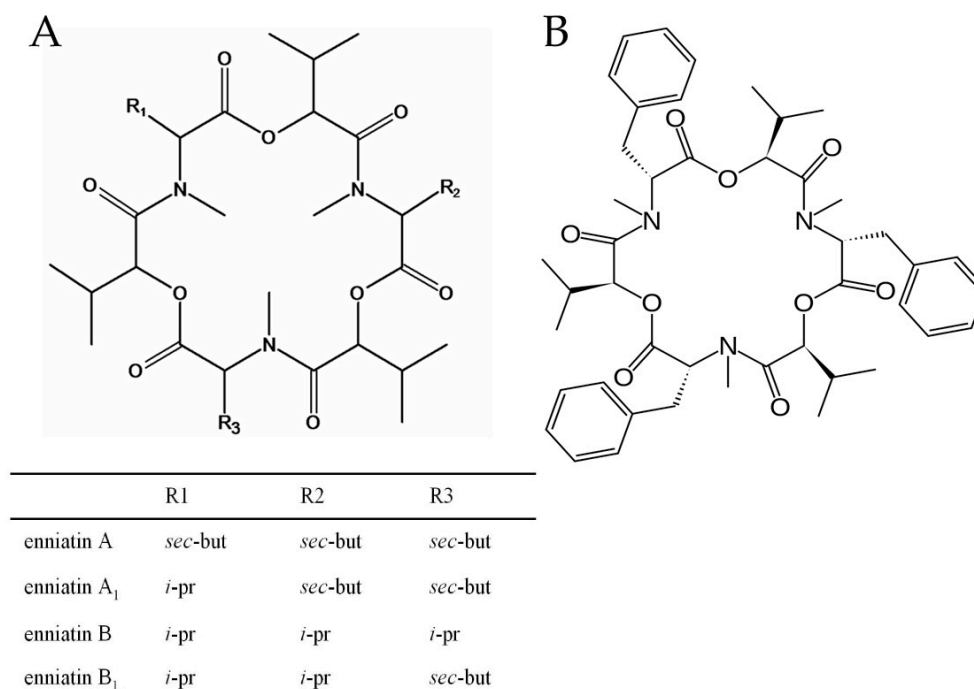 A
B
O
O
O
R₁
O
O
O
N
N
R₂
O
O
O
O
N
R₃
O
O
O
O
O
N
N
O
O
O
O
N
O
O
R1 R2 R3
enniatin A sec-but sec-but sec-but
enniatin A₁ i-pr sec-but sec-but
enniatin B i-pr i-pr i-pr
enniatin B₁ i-pr i-pr sec-but